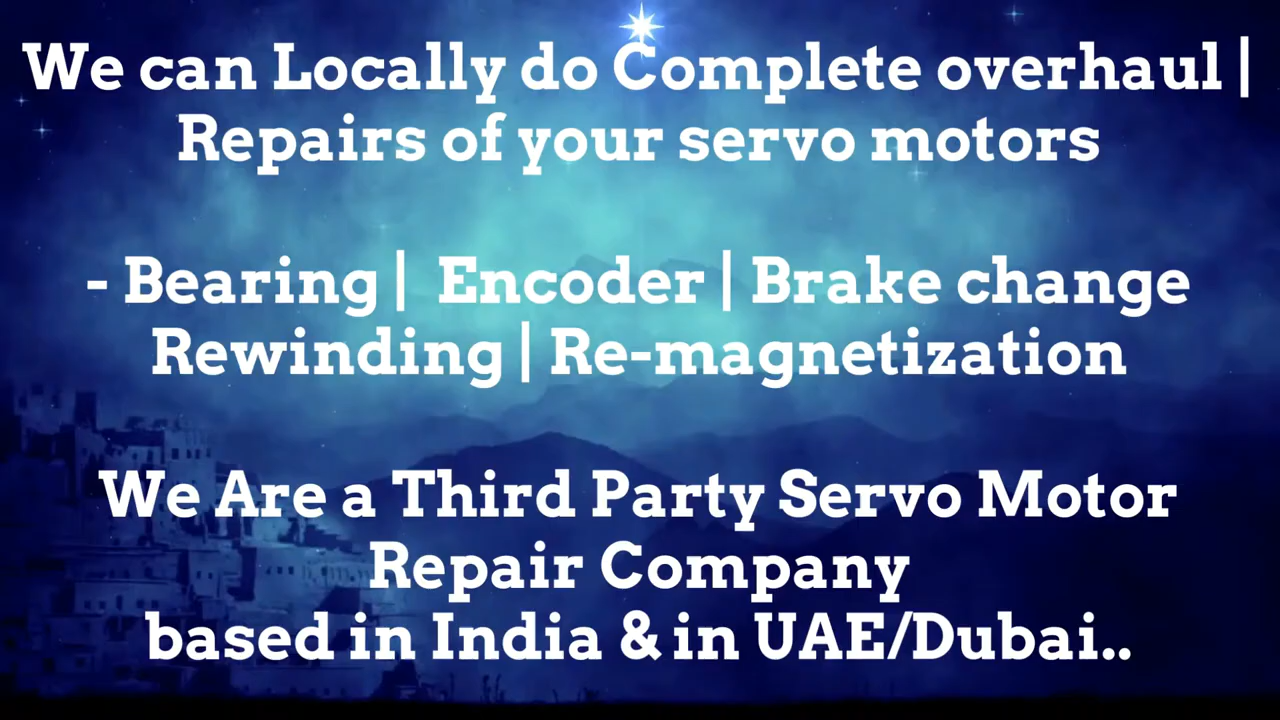 We can Locally do Complete overhaul |
Repairs of your servo motors
- Bearing | Encoder | Brake change
Rewinding | Re-magnetization
We Are a Third Party Servo Motor
Repair Company
based in India & in UAE/Dubai..